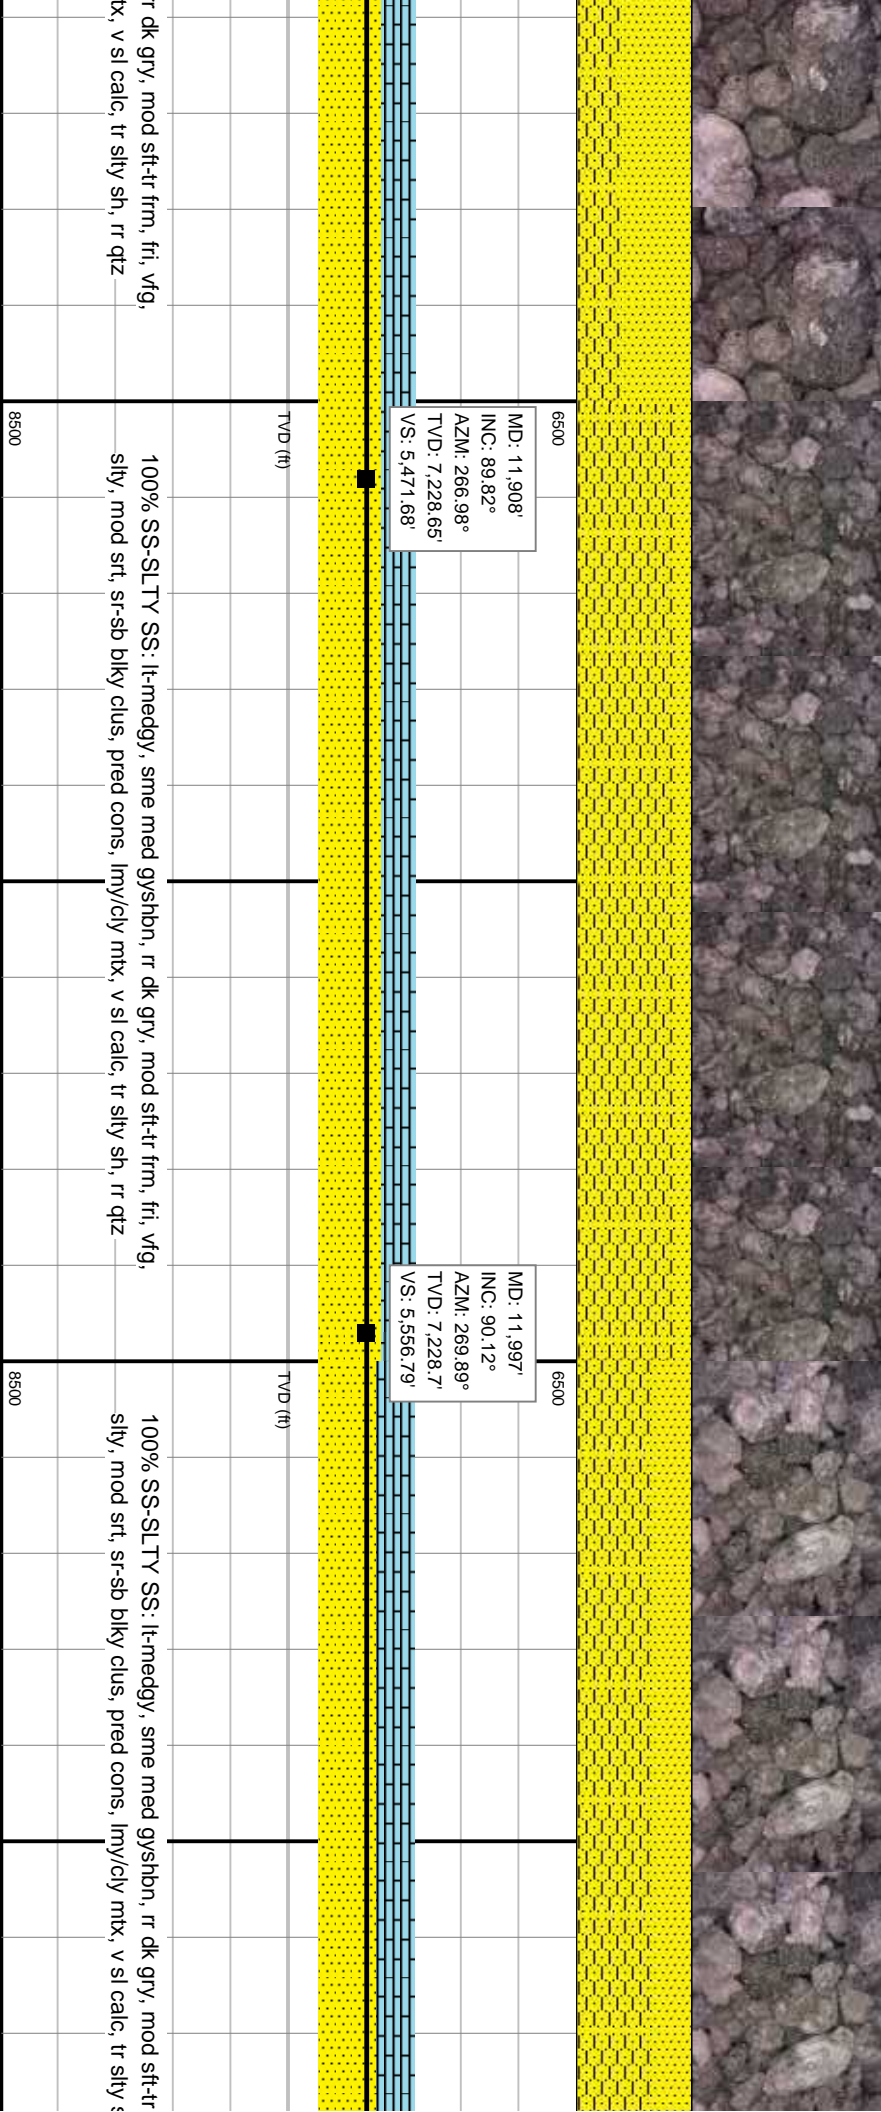 rr dk gry, mod sft-tr frm, fri, vfg,
tx, v sl calc, tr slty sh, rr qtz
6500
MD: 11,908'
INC: 89.82°
AZM: 266.98°
TVD: 7,228.65'
VS: 5,471.68'
TVD (ft)
8500
100% SS-SLTY SS: lt-medgy, sme med gyshbn, rr dk gry, mod sft-tr frm, fri, vfg,
slty, mod srt, sr-sb blky clus, pred cons, lmy/cly mtx, v sl calc, tr slty sh, rr qtz
6500
MD: 11,997'
INC: 90.12°
AZM: 269.89°
TVD: 7,228.7'
VS: 5,556.79'
TVD (ft)
8500
100% SS-SLTY SS: lt-medgy, sme med gyshbn, rr dk gry, mod sft-tr
slty, mod srt, sr-sb blky clus, pred cons, lmy/cly mtx, v sl calc, tr slty s